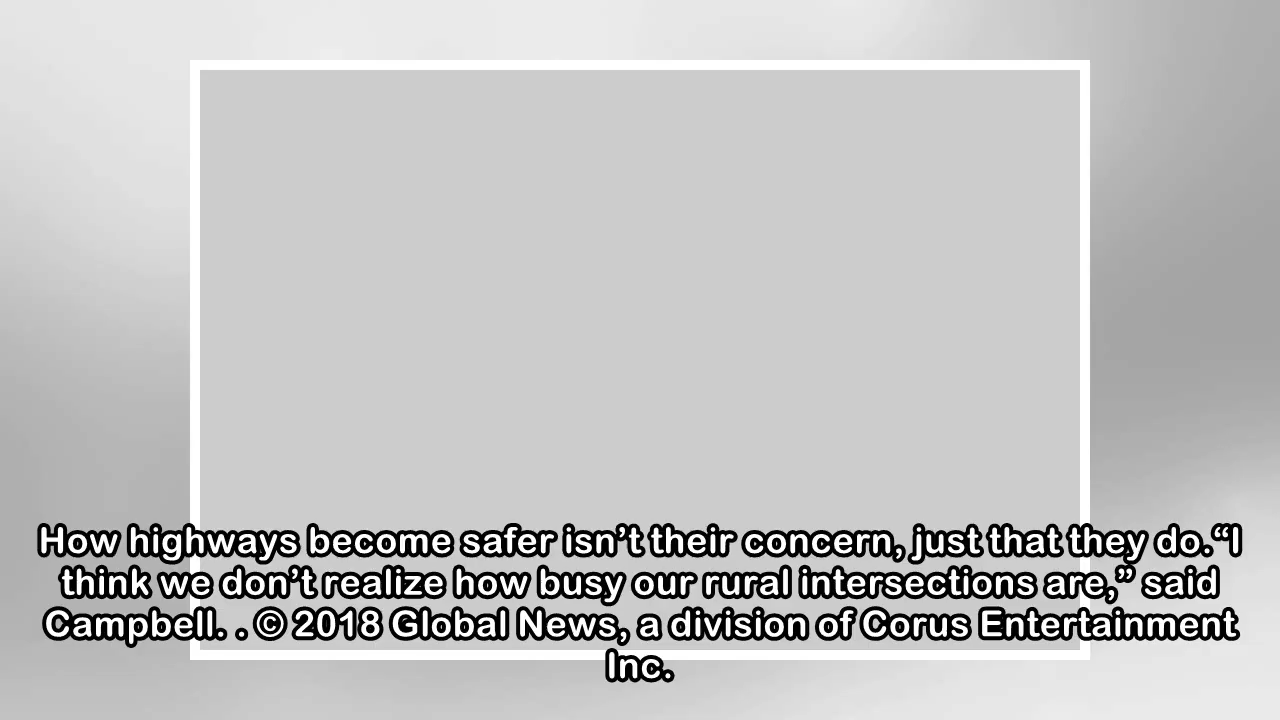 How highways become safer isn’t their concern, just that they do.“I
think we don’t realize how busy our rural intersections are,” said
Campbell. . © 2018 Global News, a division of Corus Entertainment
Inc.